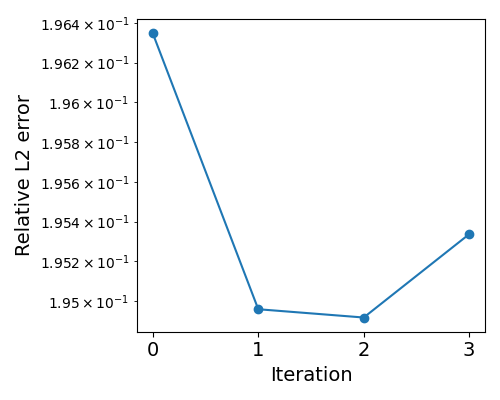 1.964 × 10⁻¹
1.962 × 10⁻¹
1.96 × 10⁻¹
1.958 × 10⁻¹
1.956 × 10⁻¹
1.954 × 10⁻¹
1.952 × 10⁻¹
1.95 × 10⁻¹
Relative L2 error
0 1 2 3
Iteration